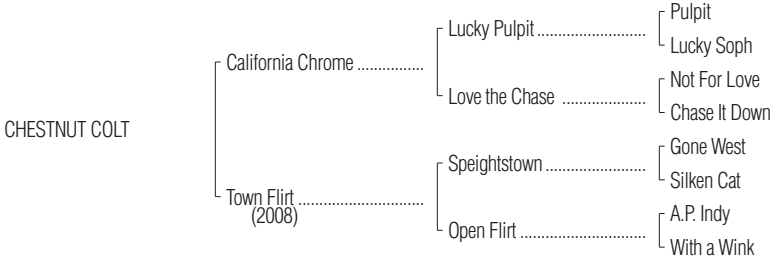 Pulpit
Lucky Pulpit ..........................
Lucky Soph
California Chrome ................
Not For Love
Love the Chase ....................
Chase It Down
CHESTNUT COLT
Gone West
Speightstown ........................
Silken Cat
Town Flirt ..............................
(2008)
A.P. Indy
Open Flirt ..............................
With a Wink